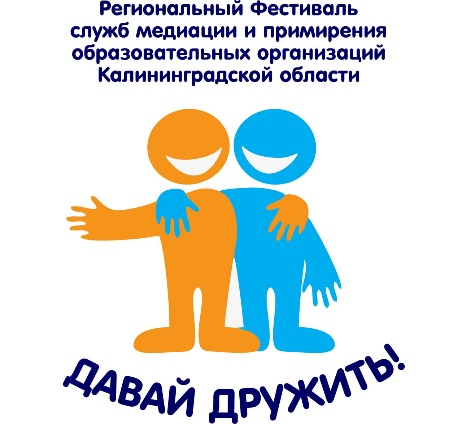 Региональный Фестиваль
служб медиации и примирения
образовательных организаций
Калининградской области
ДАВАЙ ДРУЖИТЬ!